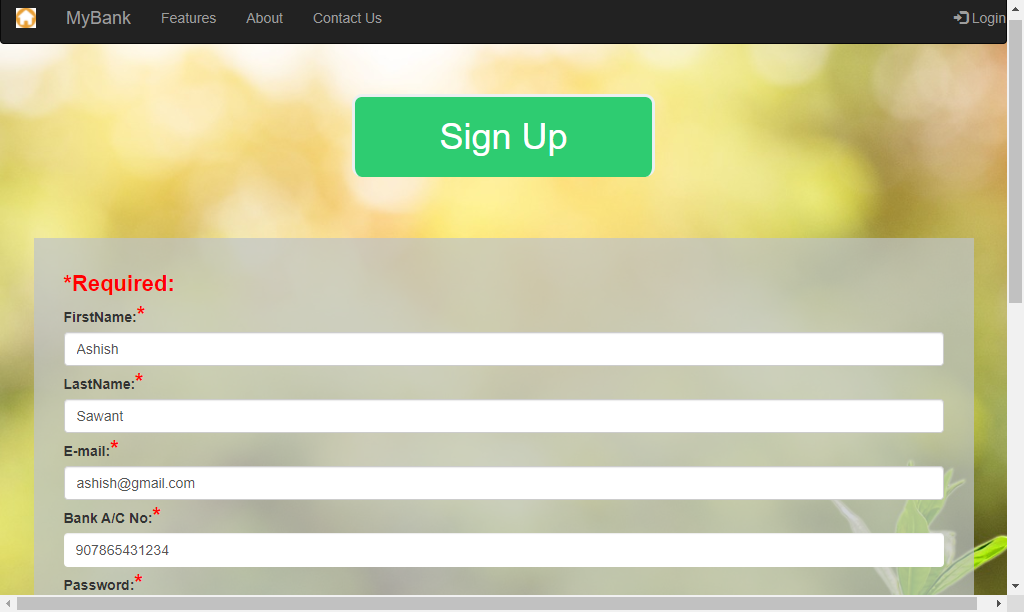 MyBank Features About Contact Us Login
Sign Up
*Required:
FirstName:*
Ashish
LastName:*
Sawant
E-mail:*
ashish@gmail.com
Bank A/C No:*
907865431234
Password:*